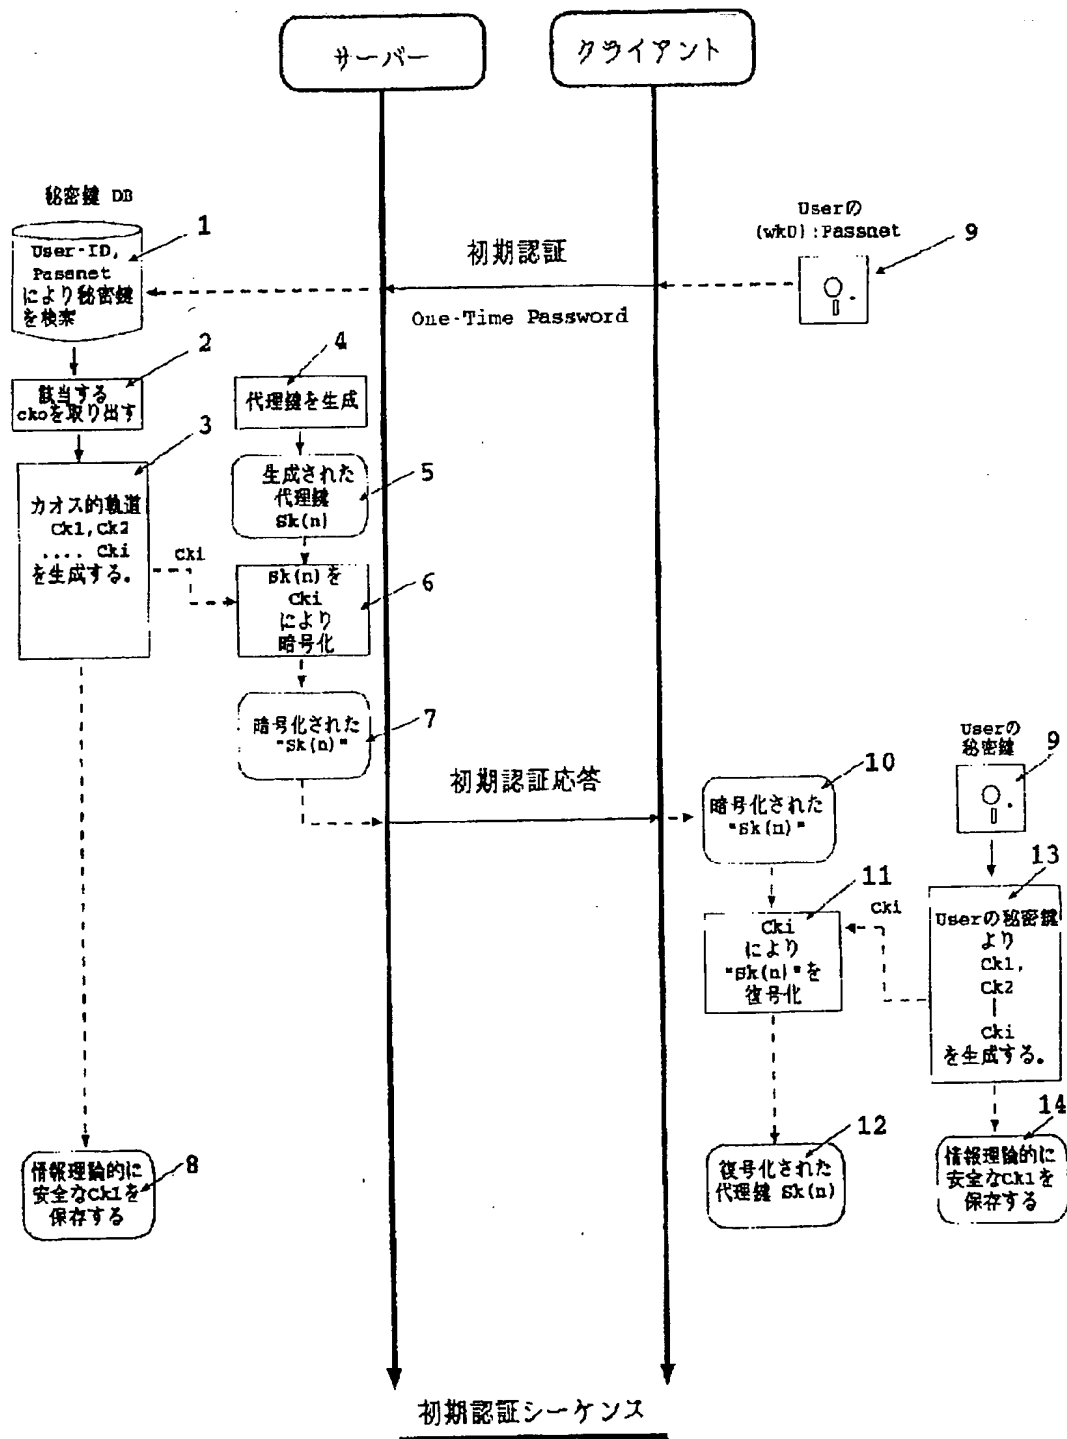 サーバー
クライアント
秘密鍵 DB
1
User-ID,
Passnet
により秘密鍵
を検索
初期認証
One-Time Password
Userの
(wk0):Passnet
9
2
該当する
ckoを取り出す
4
代理鍵を生成
3
カオス的軌道
Ck1,Ck2
.... Cki
を生成する。
Cki
5
生成された
代理鍵
Sk(n)
6
Sk(n)を
Cki
により
暗号化
7
暗号化された
"Sk(n)"
初期認証応答
10
暗号化された
"Sk(n)"
Userの
秘密鍵
9
11
Cki
により
"Sk(n)"を
復号化
Cki
13
Userの秘密鍵
より
Ck1,
Ck2
|
Cki
を生成する。
8
情報理論的に
安全なCk1を
保存する
12
復号化された
代理鍵 Sk(n)
14
情報理論的に
安全なCk1を
保存する
初期認証シーケンス